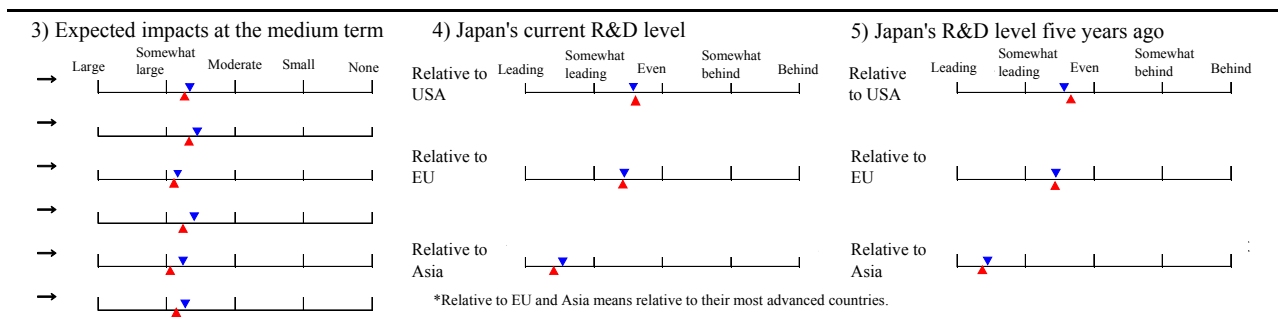 3) Expected impacts at the medium term
Large
Somewhat
large
Moderate
Small
None
4) Japan's current R&D level
Leading
Somewhat
leading
Even
Somewhat
behind
Behind
Relative to
USA
Relative to
EU
Relative to
Asia
*Relative to EU and Asia means relative to their most advanced countries.
5) Japan's R&D level five years ago
Leading
Somewhat
leading
Even
Somewhat
behind
Behind
Relative
to USA
Relative to
EU
Relative to
Asia